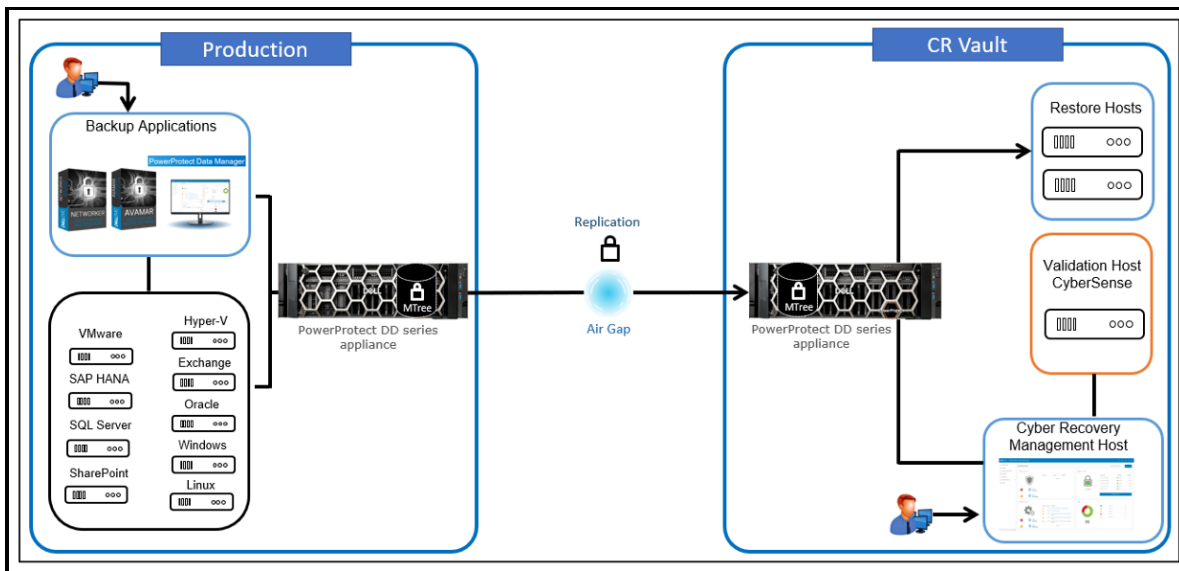 Production
Backup Applications
PowerProtect Data Manager
NETWORKER
AVAMAR
VMware
SAP HANA
SQL Server
SharePoint
Hyper-V
Exchange
Oracle
Windows
Linux
DELL
MTree
PowerProtect DD series
appliance
Replication
Air Gap
CR Vault
DELL
MTree
PowerProtect DD series
appliance
Restore Hosts
Validation Host
CyberSense
Cyber Recovery
Management Host